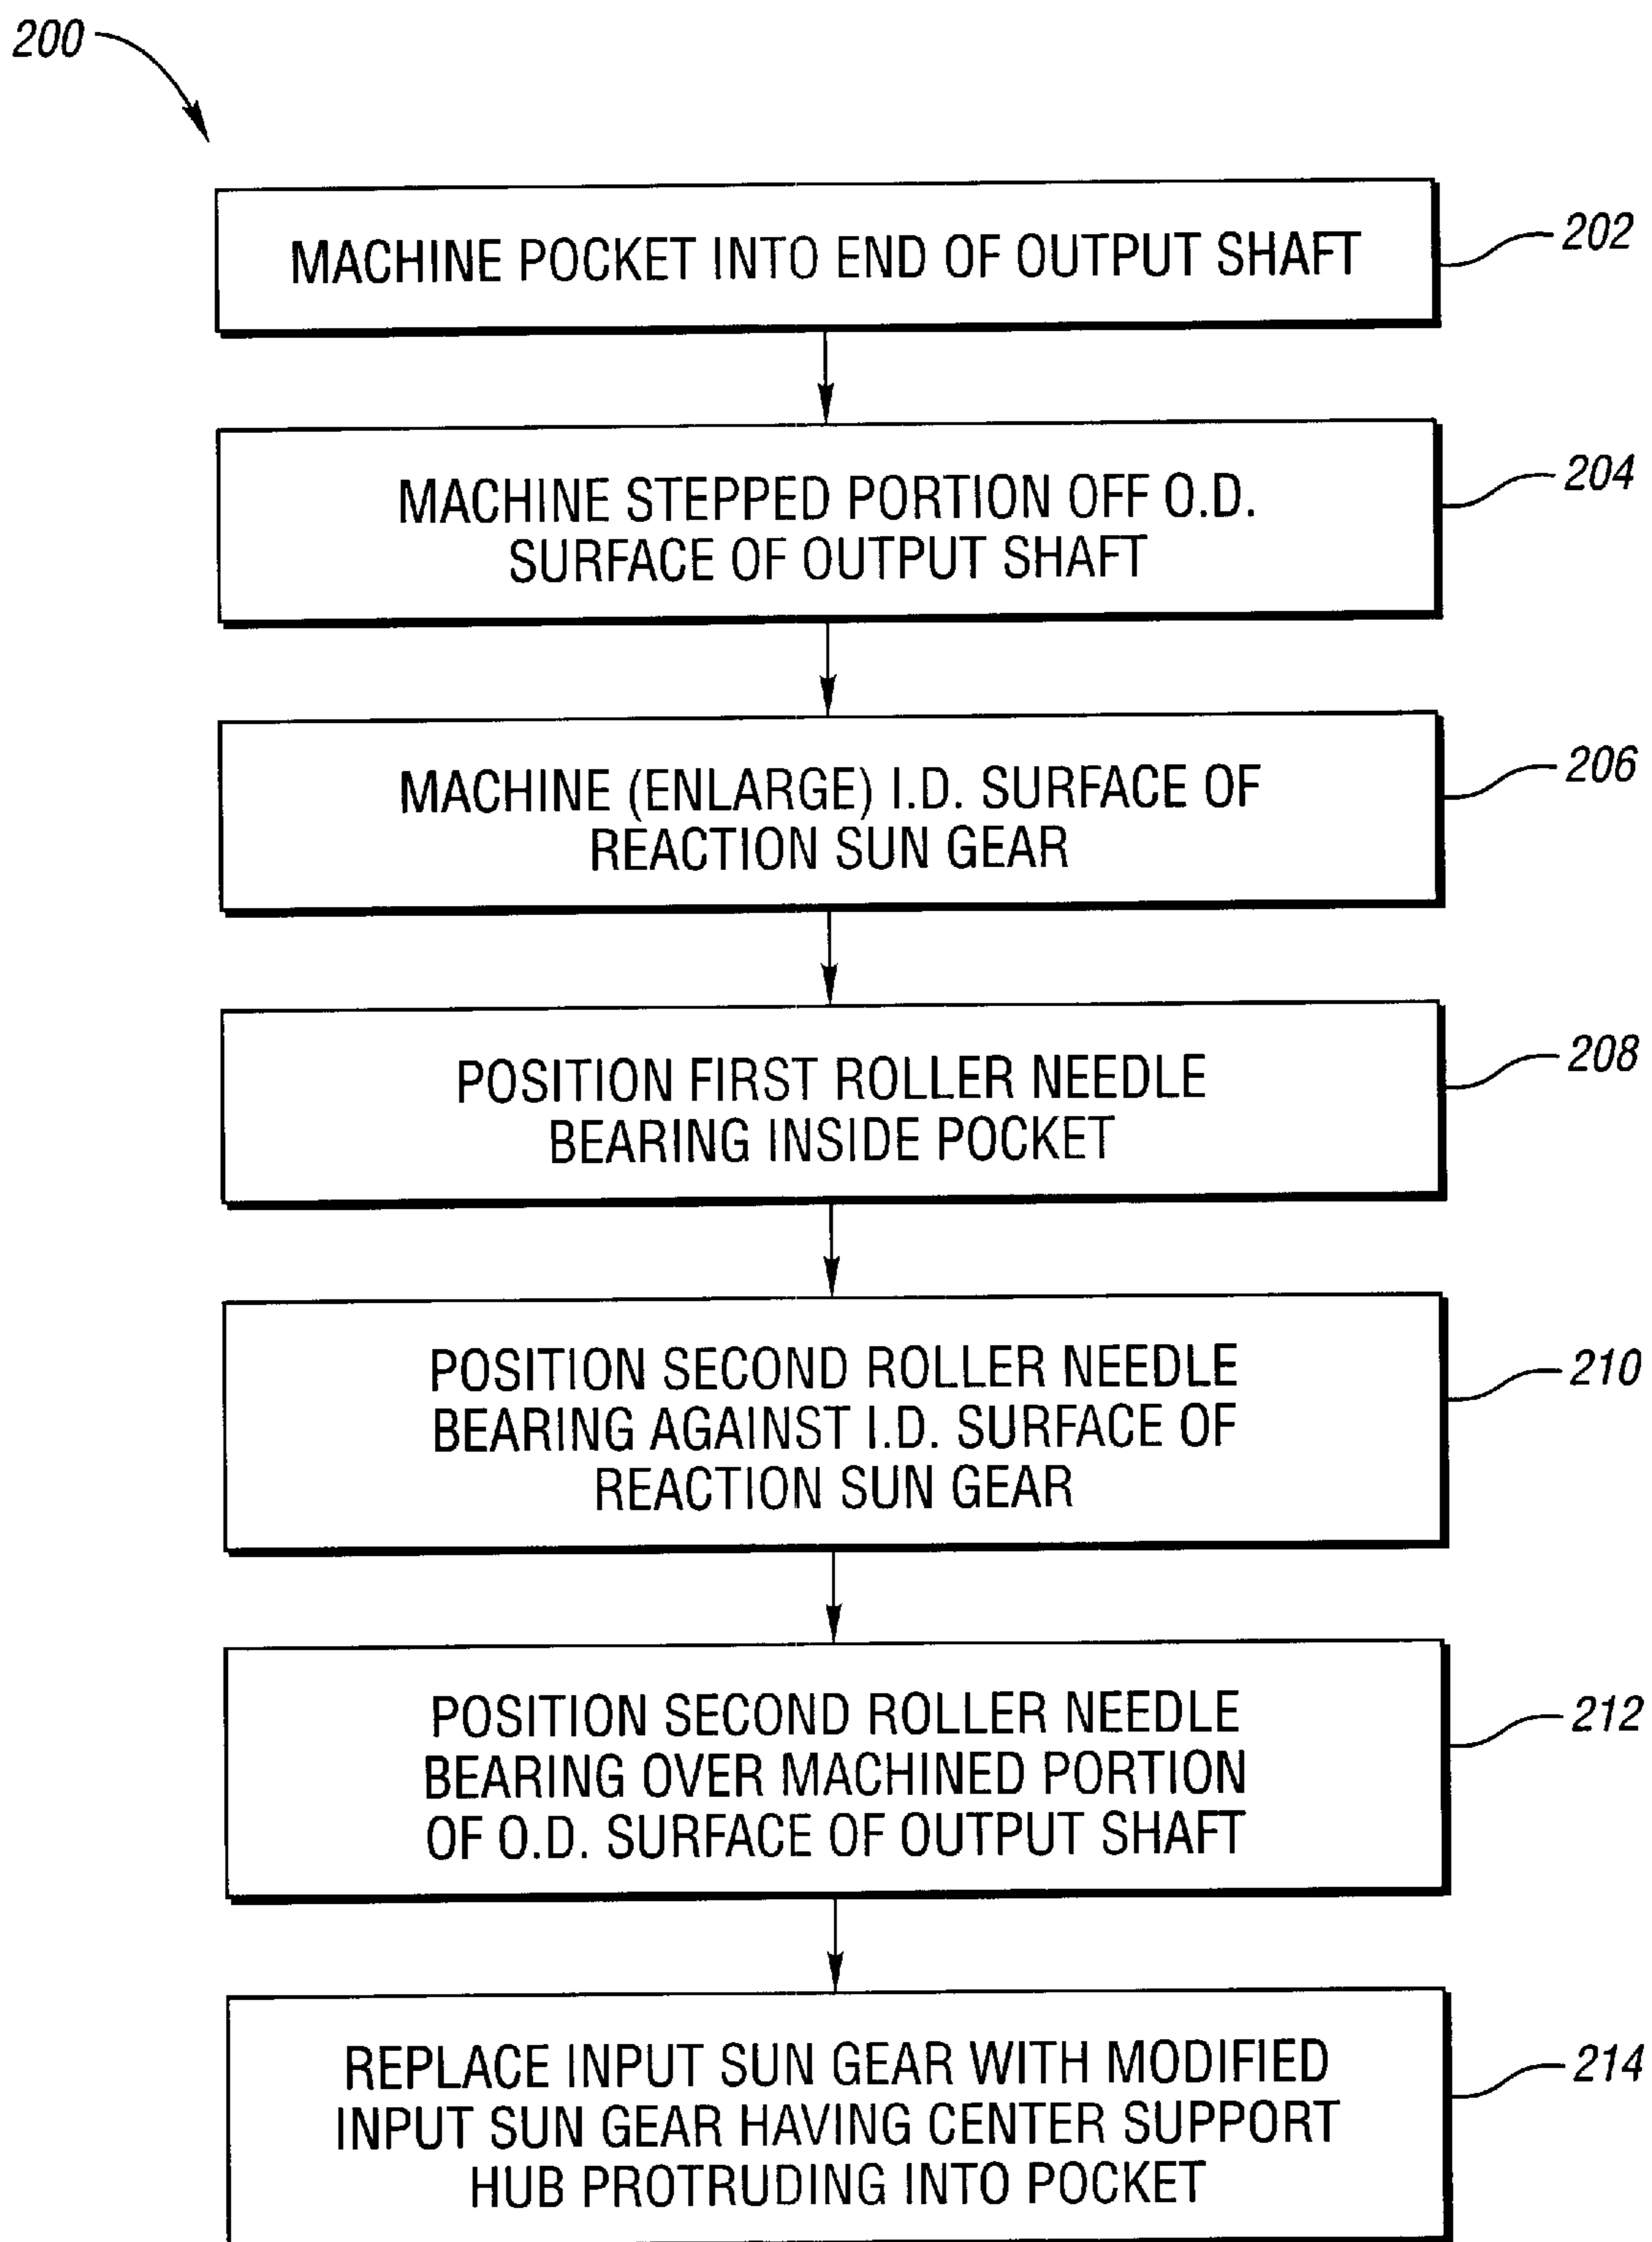 200
MACHINE POCKET INTO END OF OUTPUT SHAFT
202
MACHINE STEPPED PORTION OFF O.D.
SURFACE OF OUTPUT SHAFT
204
MACHINE (ENLARGE) I.D. SURFACE OF
REACTION SUN GEAR
206
POSITION FIRST ROLLER NEEDLE
BEARING INSIDE POCKET
208
POSITION SECOND ROLLER NEEDLE
BEARING AGAINST I.D. SURFACE OF
REACTION SUN GEAR
210
POSITION SECOND ROLLER NEEDLE
BEARING OVER MACHINED PORTION
OF O.D. SURFACE OF OUTPUT SHAFT
212
REPLACE INPUT SUN GEAR WITH MODIFIED
INPUT SUN GEAR HAVING CENTER SUPPORT
HUB PROTRUDING INTO POCKET
214